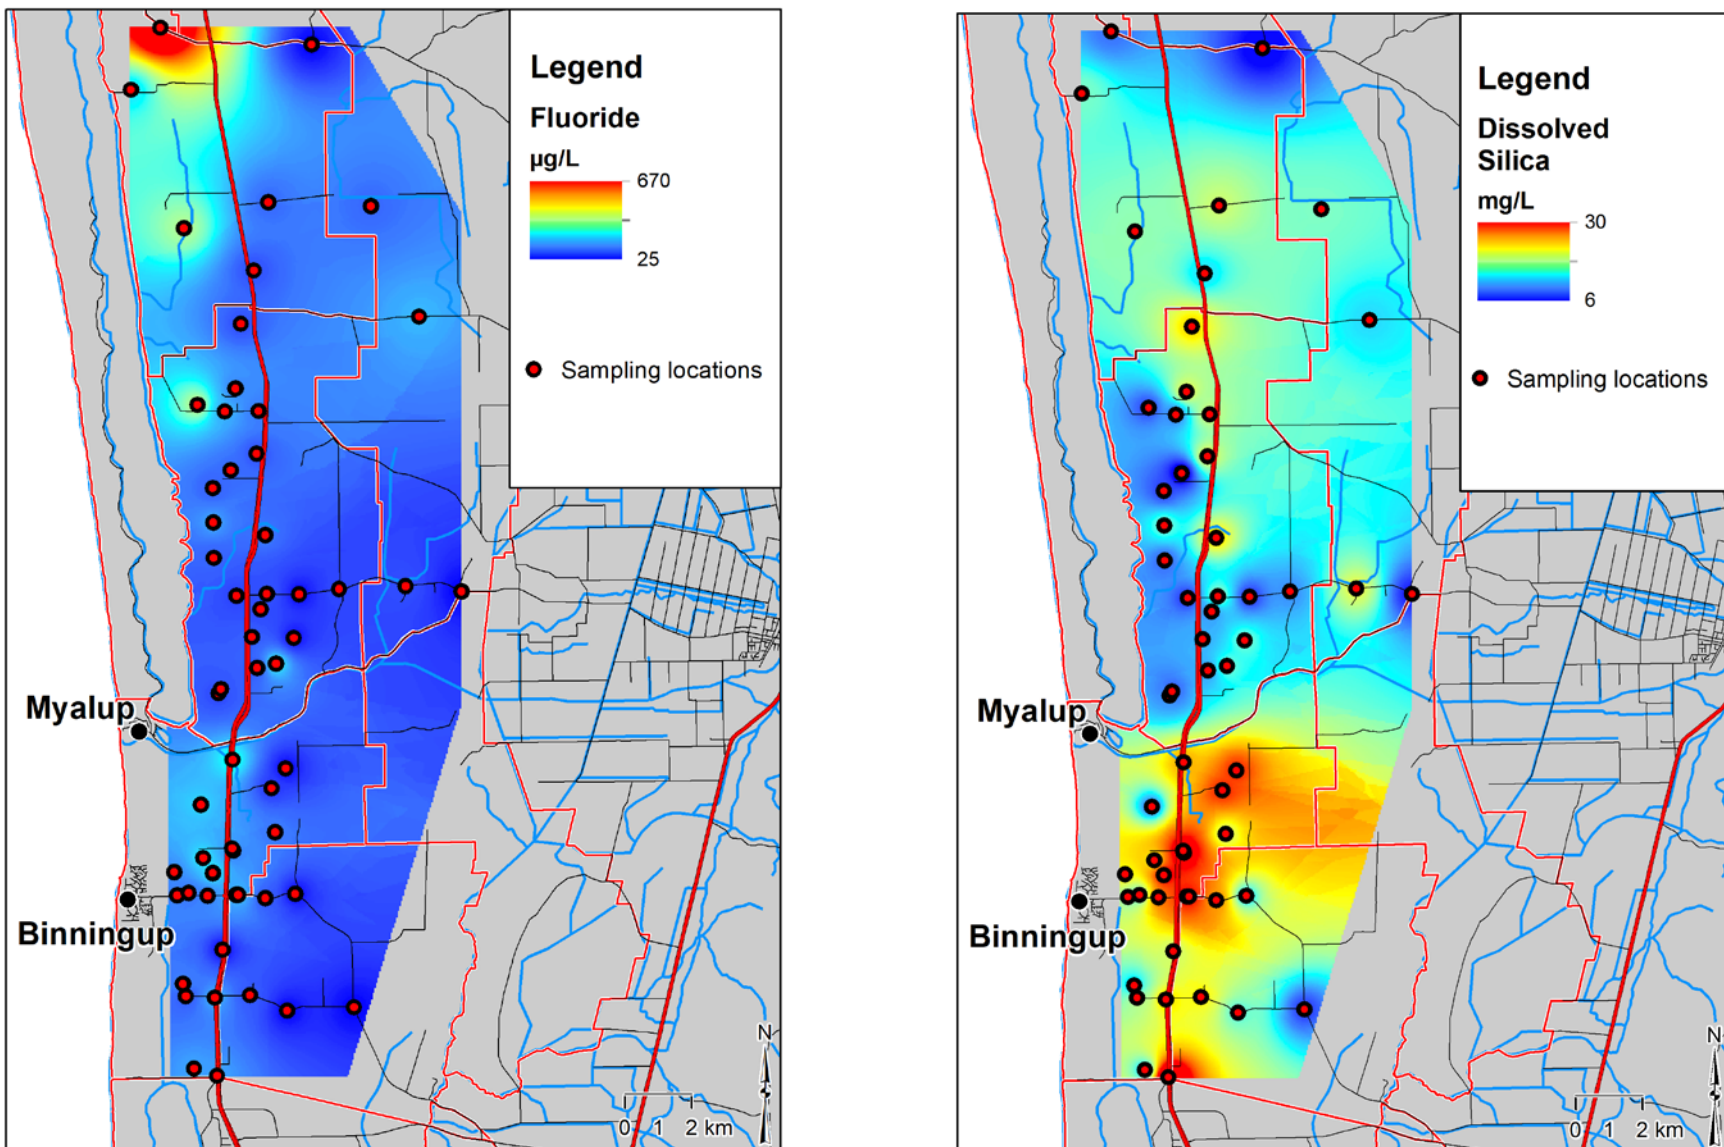 Legend
Fluoride
µg/L
670
25
Sampling locations
Myalup
Binningup
N
0 1 2 km
Legend
Dissolved
Silica
mg/L
30
6
Sampling locations
Myalup
Binningup
N
0 1 2 km